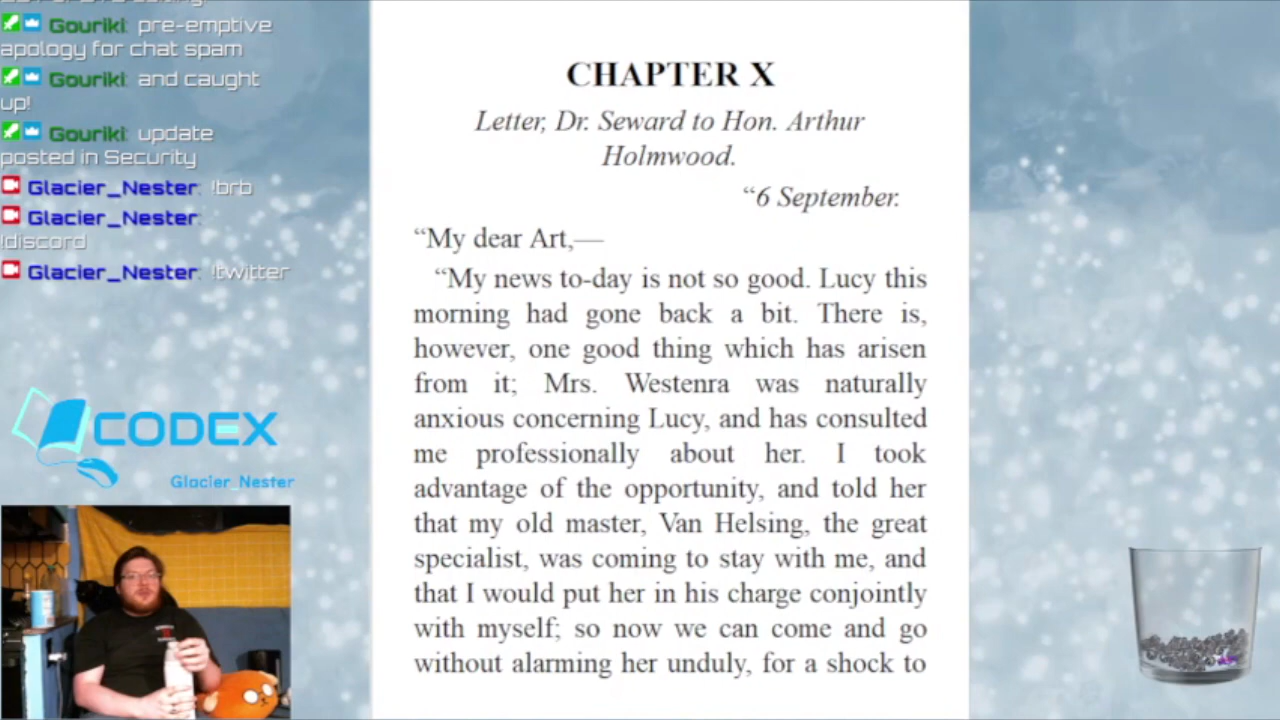 Gouriki: pre-emptive
apology for chat spam
Gouriki: and caught
up!
Gouriki: update
posted in Security
Glacier_Nester: !brb
Glacier_Nester:
!discord
Glacier_Nester: !twitter
CODEX
Glacier_Nester
CHAPTER X
Letter, Dr. Seward to Hon. Arthur
Holmwood.
“6 September.
“My dear Art,—
“My news to-day is not so good. Lucy this
morning had gone back a bit. There is,
however, one good thing which has arisen
from it; Mrs. Westenra was naturally
anxious concerning Lucy, and has consulted
me professionally about her. I took
advantage of the opportunity, and told her
that my old master, Van Helsing, the great
specialist, was coming to stay with me, and
that I would put her in his charge conjointly
with myself; so now we can come and go
without alarming her unduly, for a shock to